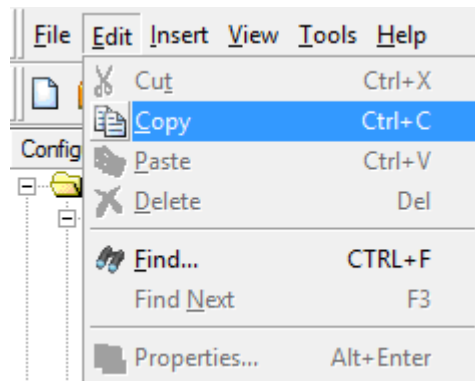 File Edit Insert View Tools Help
Cut Ctrl+X
Copy Ctrl+C
Config
Paste Ctrl+V
Delete Del
Find... CTRL+F
Find Next F3
Properties... Alt+Enter